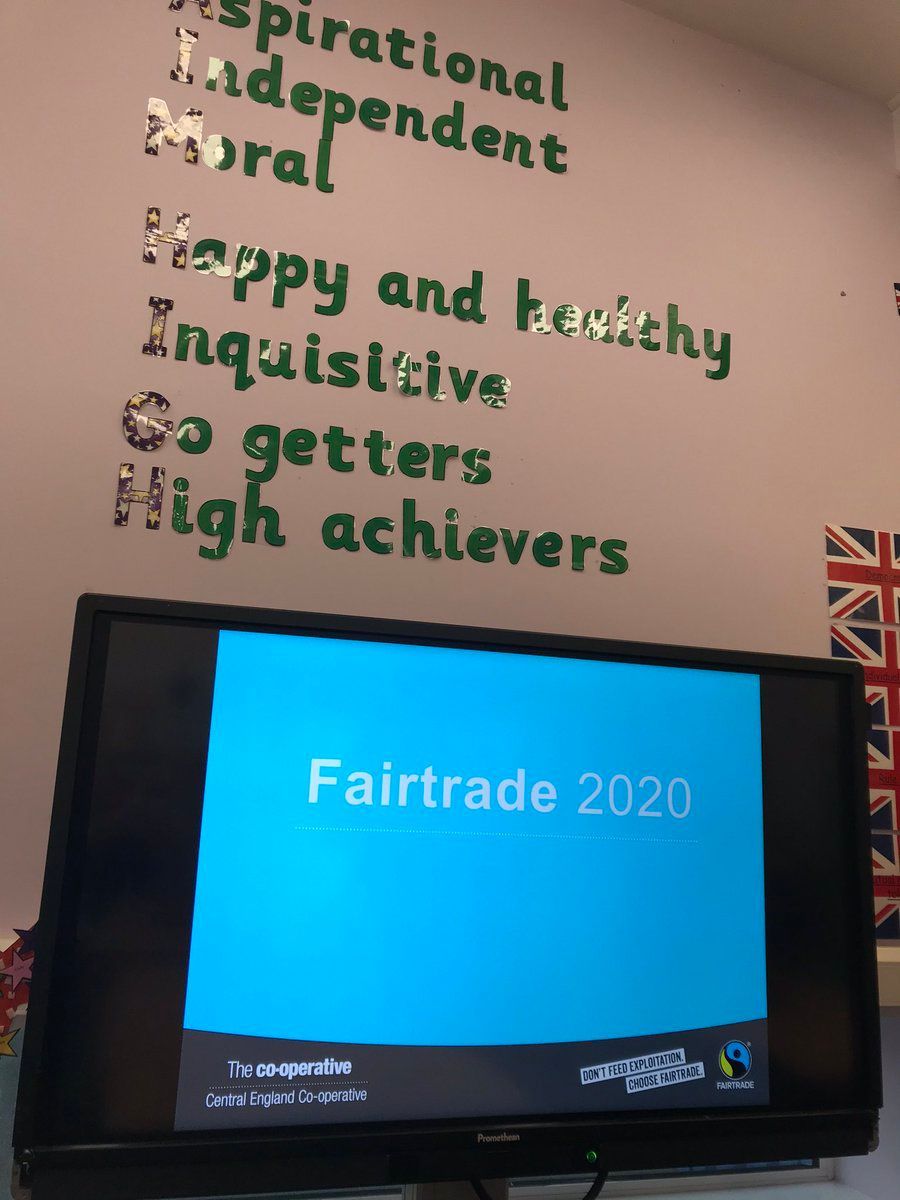 Aspirational
Independent
Moral
Happy and healthy
Inquisitive
Go getters
High achievers
Fairtrade 2020
The co-operative
Central England Co-operative
DON'T FEED EXPLOITATION.
CHOOSE FAIRTRADE.
FAIRTRADE
Promethean